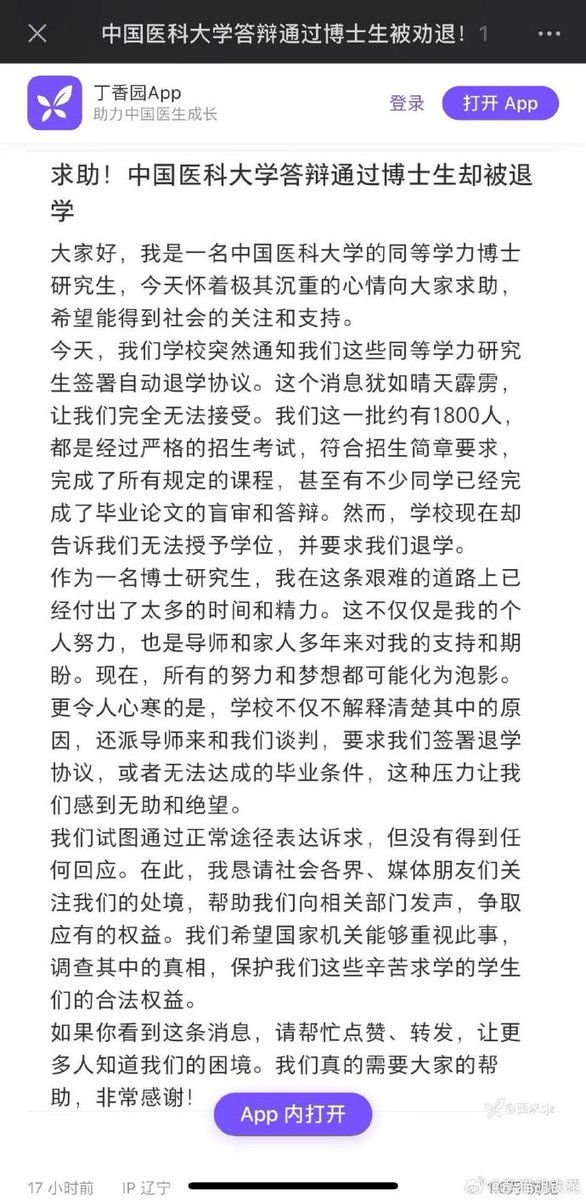 中国医科大学答辩通过博士生被劝退！1
丁香园App
助力中国医生成长
登录
打开 App
求助！中国医科大学答辩通过博士生却被退
学
大家好，我是一名中国医科大学的同等学力博士
研究生，今天怀着极其沉重的心情向大家求助，
希望能得到社会的关注和支持。
今天，我们学校突然通知我们这些同等学力研究
生签署自动退学协议。这个消息犹如晴天霹雳，
让我们完全无法接受。我们这一批约有1800人，
都是经过严格的招生考试，符合招生简章要求，
完成了所有规定的课程，甚至有不少同学已经完
成了毕业论文的盲审和答辩。然而，学校现在却
告诉我们无法授予学位，并要求我们退学。
作为一名博士研究生，我在这条艰难的道路上已
经付出了太多的时间和精力。这不仅仅是我的个
人努力，也是导师和家人多年来对我的支持和期
盼。现在，所有的努力和梦想都可能化为泡影。
更令人心寒的是，学校不仅不解释清楚其中的原
因，还派导师来和我们谈判，要求我们签署退学
协议，或者无法达成的毕业条件，这种压力让我
们感到无助和绝望。
我们试图通过正常途径表达诉求，但没有得到任
何回应。在此，我恳请社会各界、媒体朋友们关
注我们的处境，帮助我们向相关部门发声，争取
应有的权益。我们希望国家机关能够重视此事，
调查其中的真相，保护我们这些辛苦求学的学生
们的合法权益。
如果你看到这条消息，请帮忙点赞、转发，让更
多人知道我们的困境。我们真的需要大家的帮
助，非常感谢！
App 内打开
@西米sjz
17 小时前 IP 辽宁